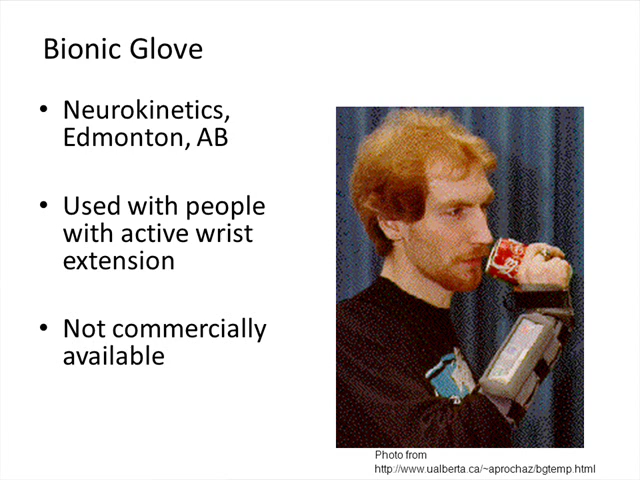 Bionic Glove
• Neurokinetics,
Edmonton, AB
• Used with people
with active wrist
extension
• Not commercially
available
Photo from
http://www.ualberta.ca/~aprochaz/bgtemp.html